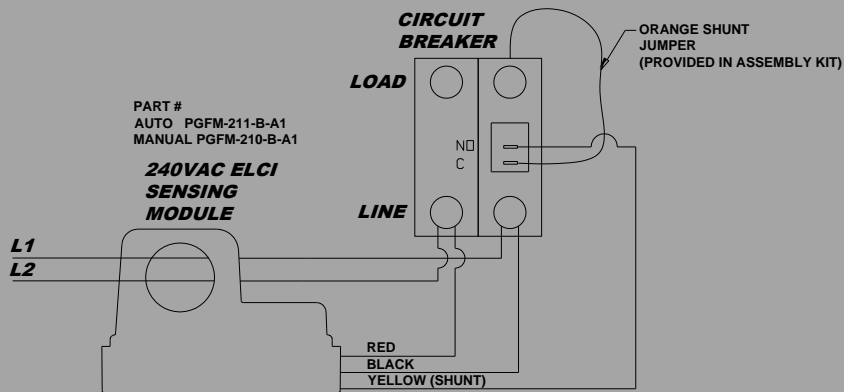 CIRCUIT
BREAKER
ORANGE SHUNT
JUMPER
(PROVIDED IN ASSEMBLY KIT)
LOAD
PART #
AUTO PGFM-211-B-A1
MANUAL PGFM-210-B-A1
NO
C
240VAC ELCI
SENSING
MODULE
LINE
L1
L2
RED
BLACK
YELLOW (SHUNT)